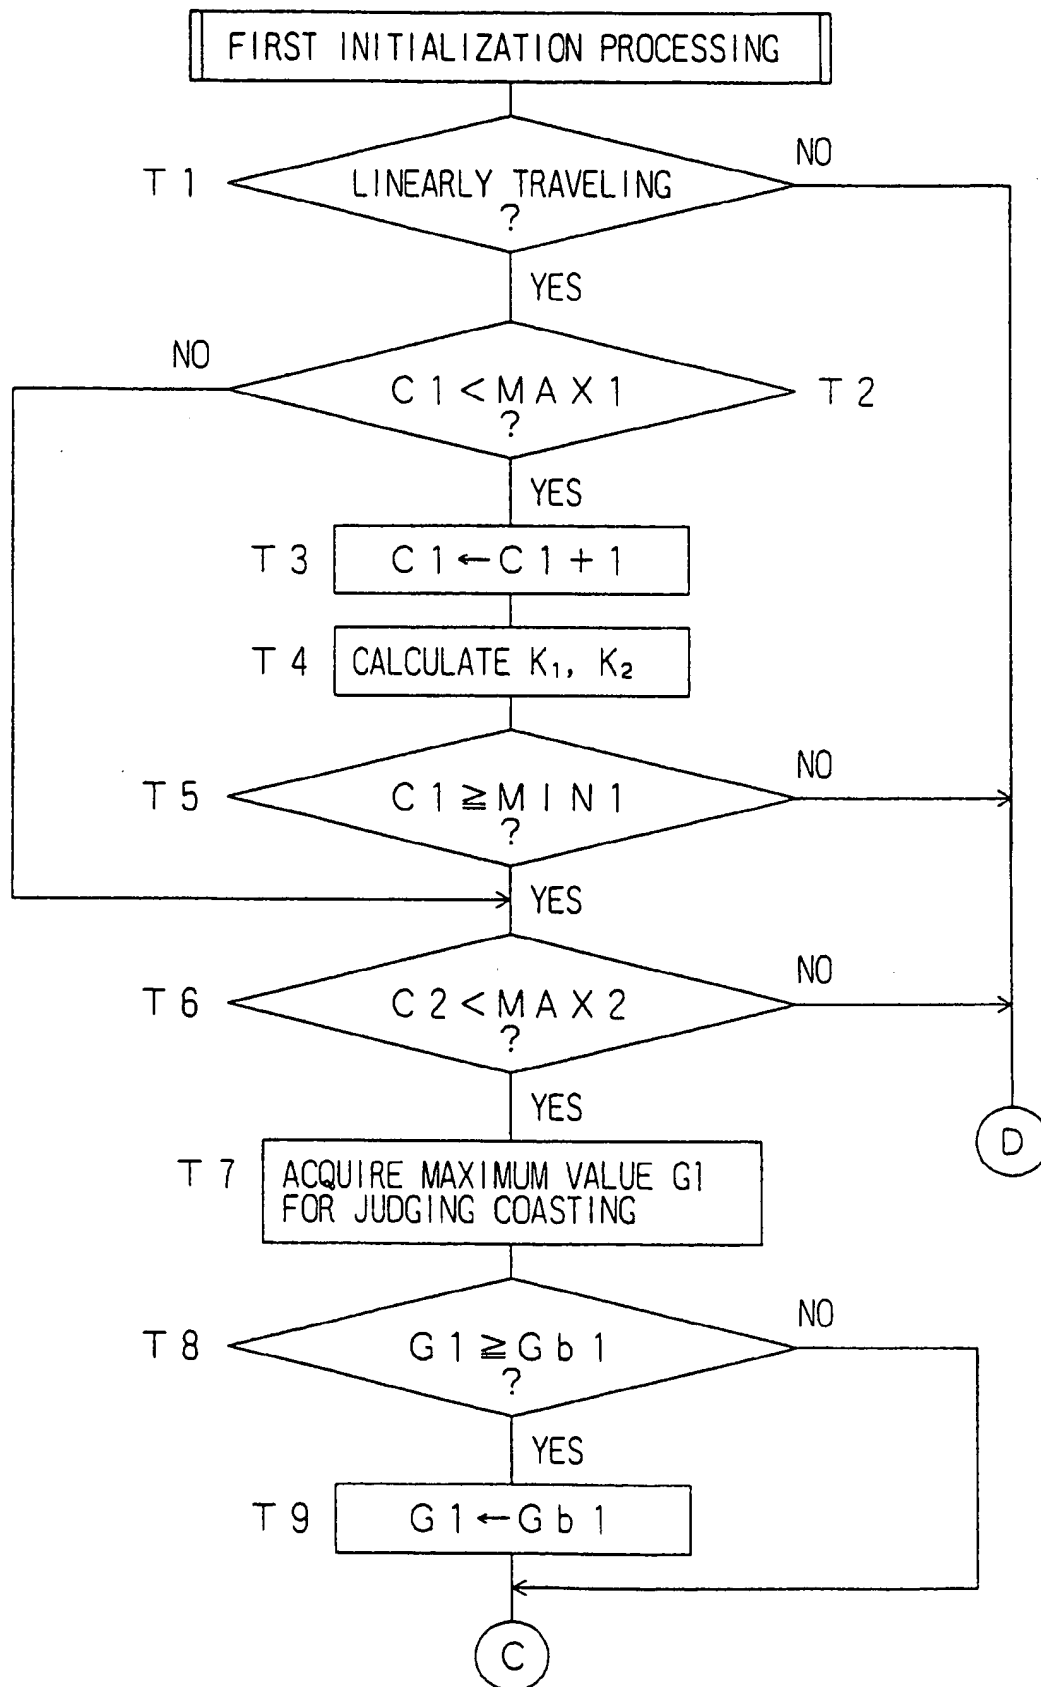 FIRST INITIALIZATION PROCESSING
NO
T1 LINEARLY TRAVELING
?
YES
NO
C1<MAX1 T2
?
YES
T3 C1←C1+1
T4 CALCULATE K₁, K₂
NO
T5 C1≧MIN1
?
YES
NO
T6 C2<MAX2
?
YES
D
T7 ACQUIRE MAXIMUM VALUE G1
FOR JUDGING COASTING
NO
T8 G1≧Gb1
?
YES
T9 G1←Gb1
C